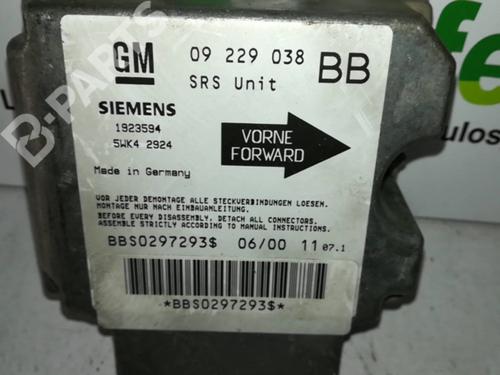 GM 09 229 038 BB
SRS Unit
SIEMENS
1923594
5WK4 2924
VORNE
FORWARD
Made in Germany
VOR JEDER DEMONTAGE ALLE STECKVERBINDUNGEN LOESEN.
MONTAGE NUR NACH EINBAUANLEITUNG.
BEFORE EVERY DISASSEMBLY, DETACH ALL CONNECTORS.
ASSEMBLE STRICTLY ACCORDING TO MANUAL INSTRUCTIONS.
BBS0297293$ 06/00 11 07.1
*BBS0297293$*
B-PARTS